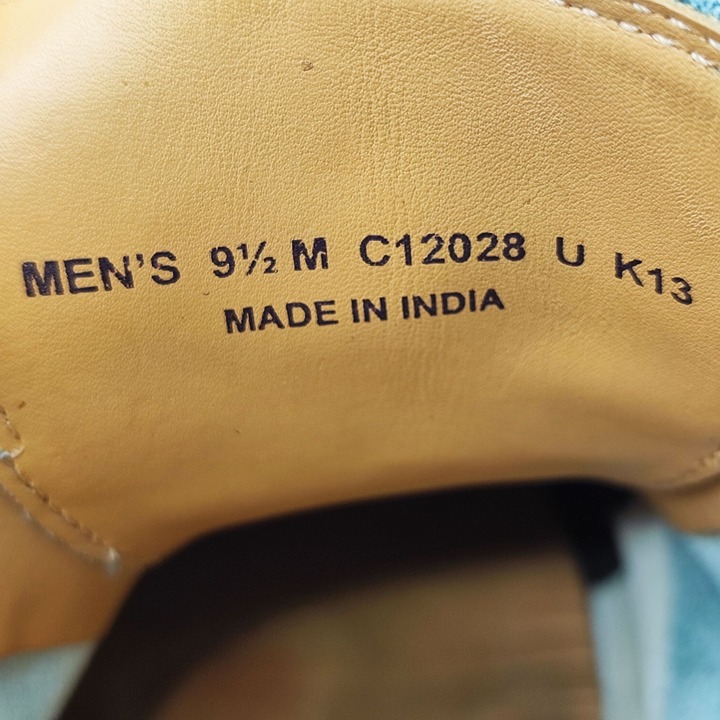 MEN'S 9½ M C12028 U K13
MADE IN INDIA